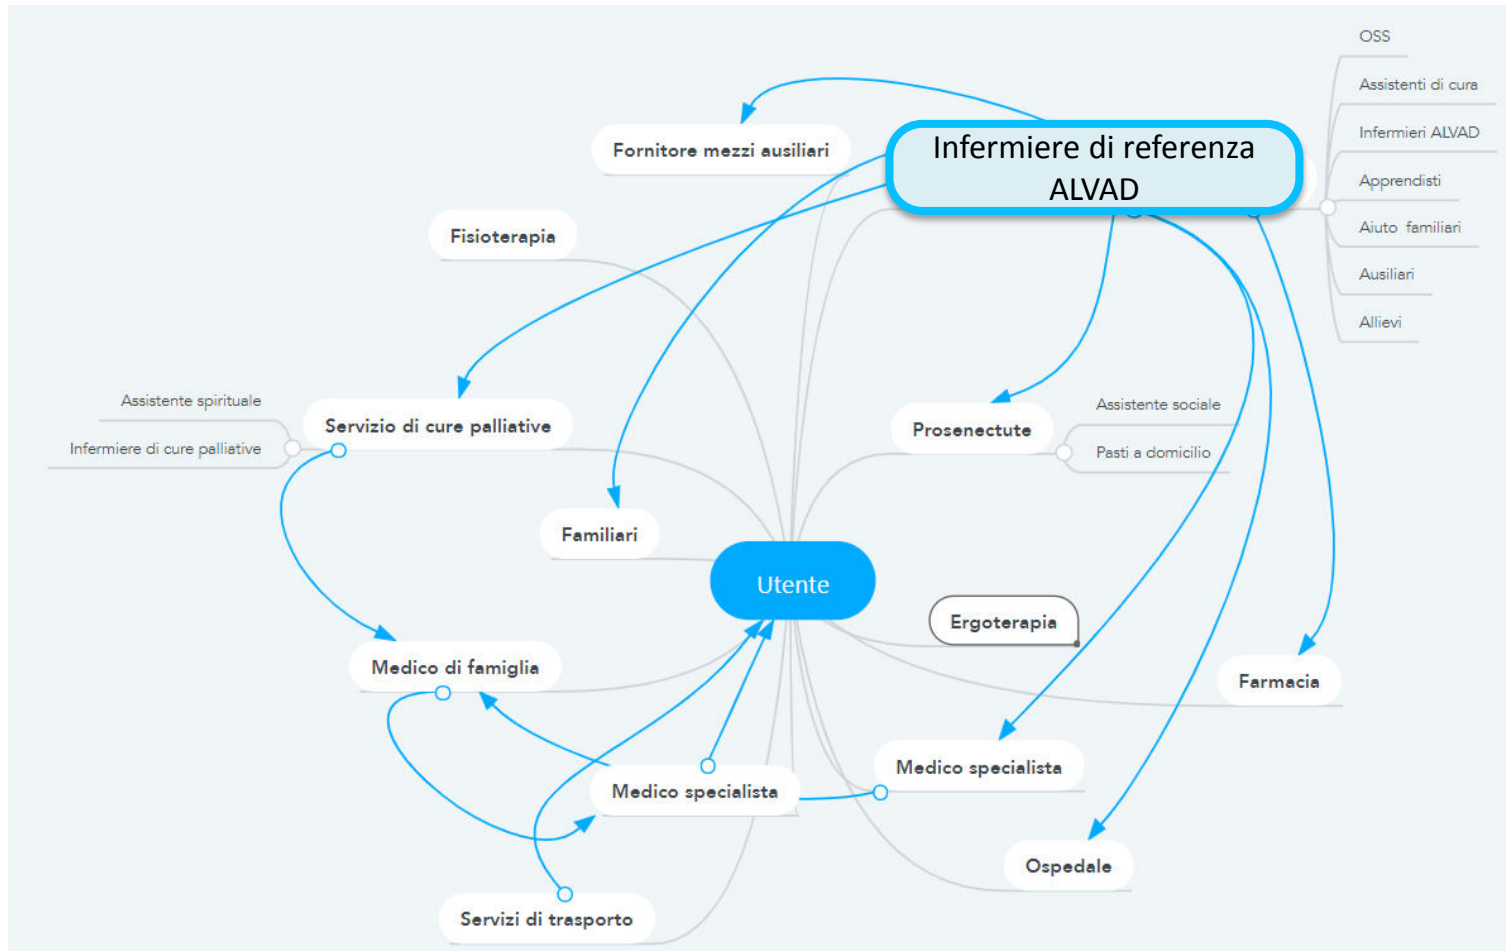 OSS
Assistenti di cura
Infermieri ALVAD
Apprendisti
Aiuto familiari
Ausiliari
Allievi
Infermiere di referenza
ALVAD
Fornitore mezzi ausiliari
Fisioterapia
Assistente spirituale
Infermiere di cure palliative
Servizio di cure palliative
Prosenectute
Assistente sociale
Pasti a domicilio
Familiari
Utente
Ergoterapia
Medico di famiglia
Farmacia
Medico specialista
Medico specialista
Ospedale
Servizi di trasporto